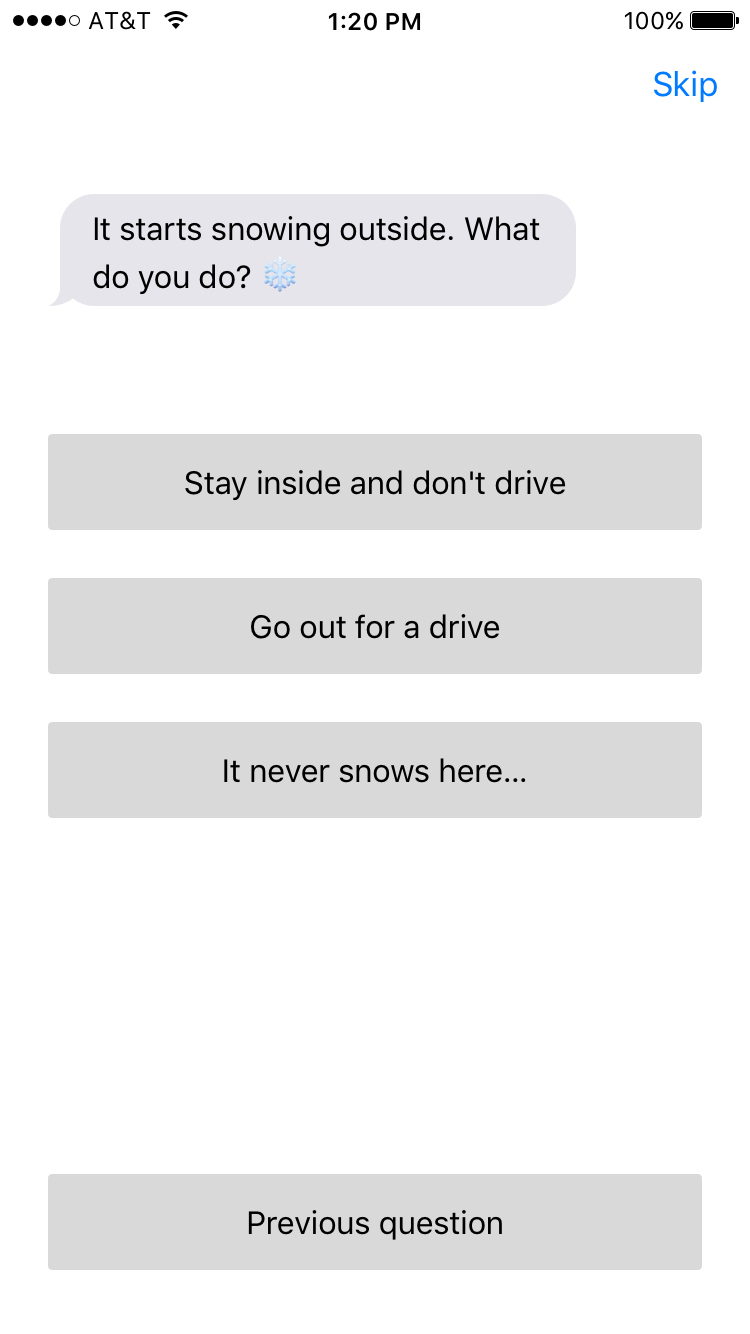 AT&T 1:20 PM 100%
Skip
It starts snowing outside. What
do you do? ❄️
Stay inside and don't drive
Go out for a drive
It never snows here...
Previous question